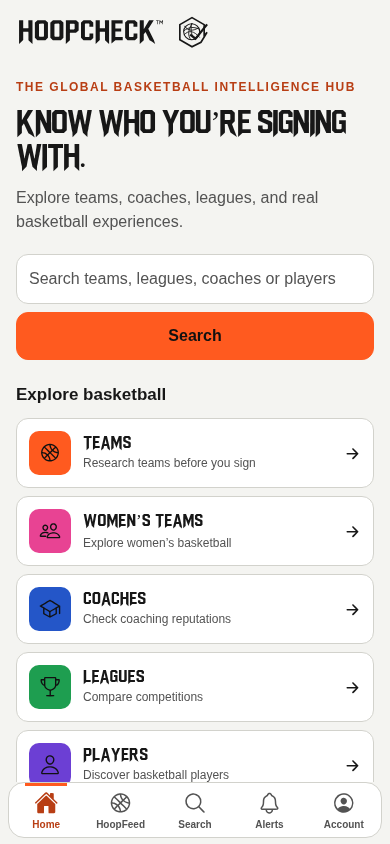 HOOPCHECK™
THE GLOBAL BASKETBALL INTELLIGENCE HUB
KNOW WHO YOU'RE SIGNING
WITH.
Explore teams, coaches, leagues, and real
basketball experiences.
Search teams, leagues, coaches or players
Search
Explore basketball
TEAMS
Research teams before you sign
WOMEN'S TEAMS
Explore women's basketball
COACHES
Check coaching reputations
LEAGUES
Compare competitions
PLAYERS
Discover basketball players
Home HoopFeed Search Alerts Account